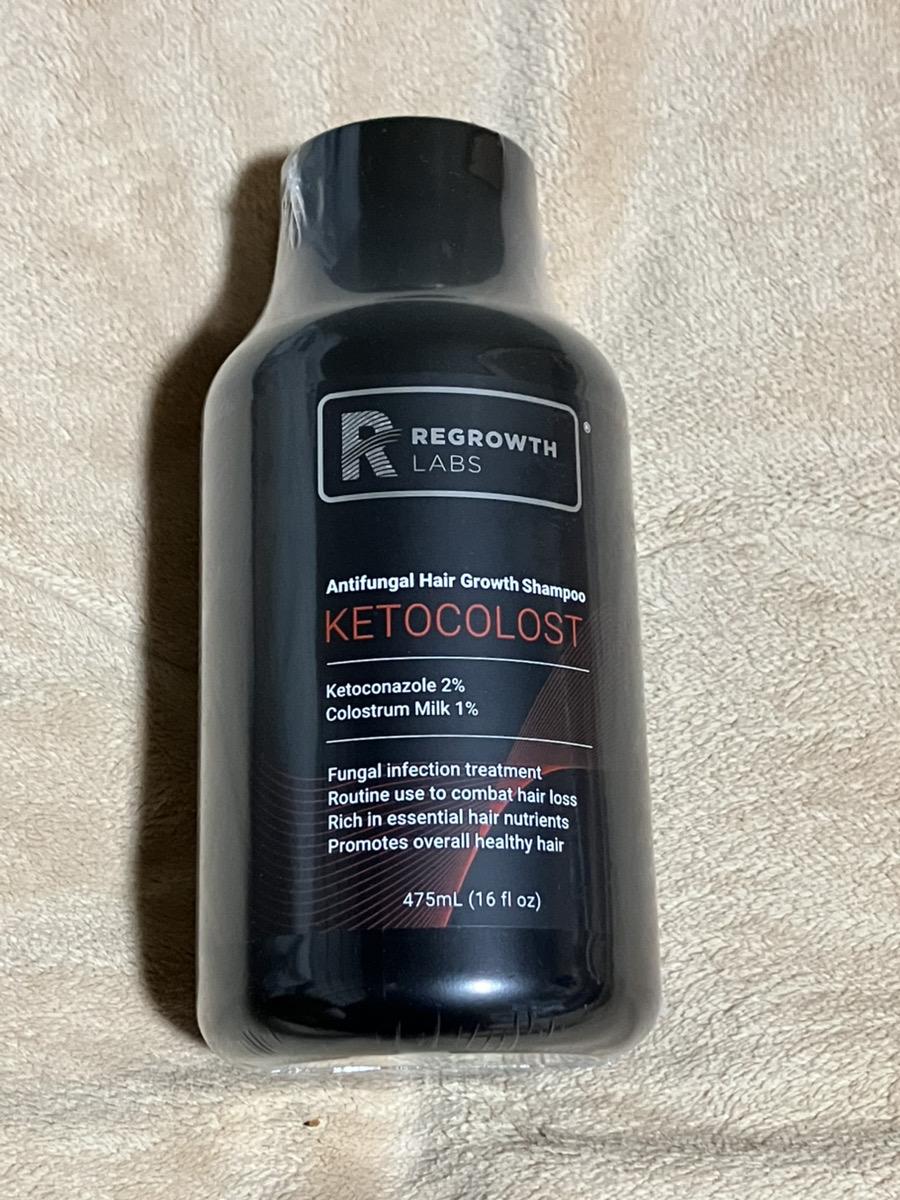 REGROWTH
LABS
®
Antifungal Hair Growth Shampoo
KETOCOLOST
Ketoconazole 2%
Colostrum Milk 1%
Fungal infection treatment
Routine use to combat hair loss
Rich in essential hair nutrients
Promotes overall healthy hair
475mL (16 fl oz)